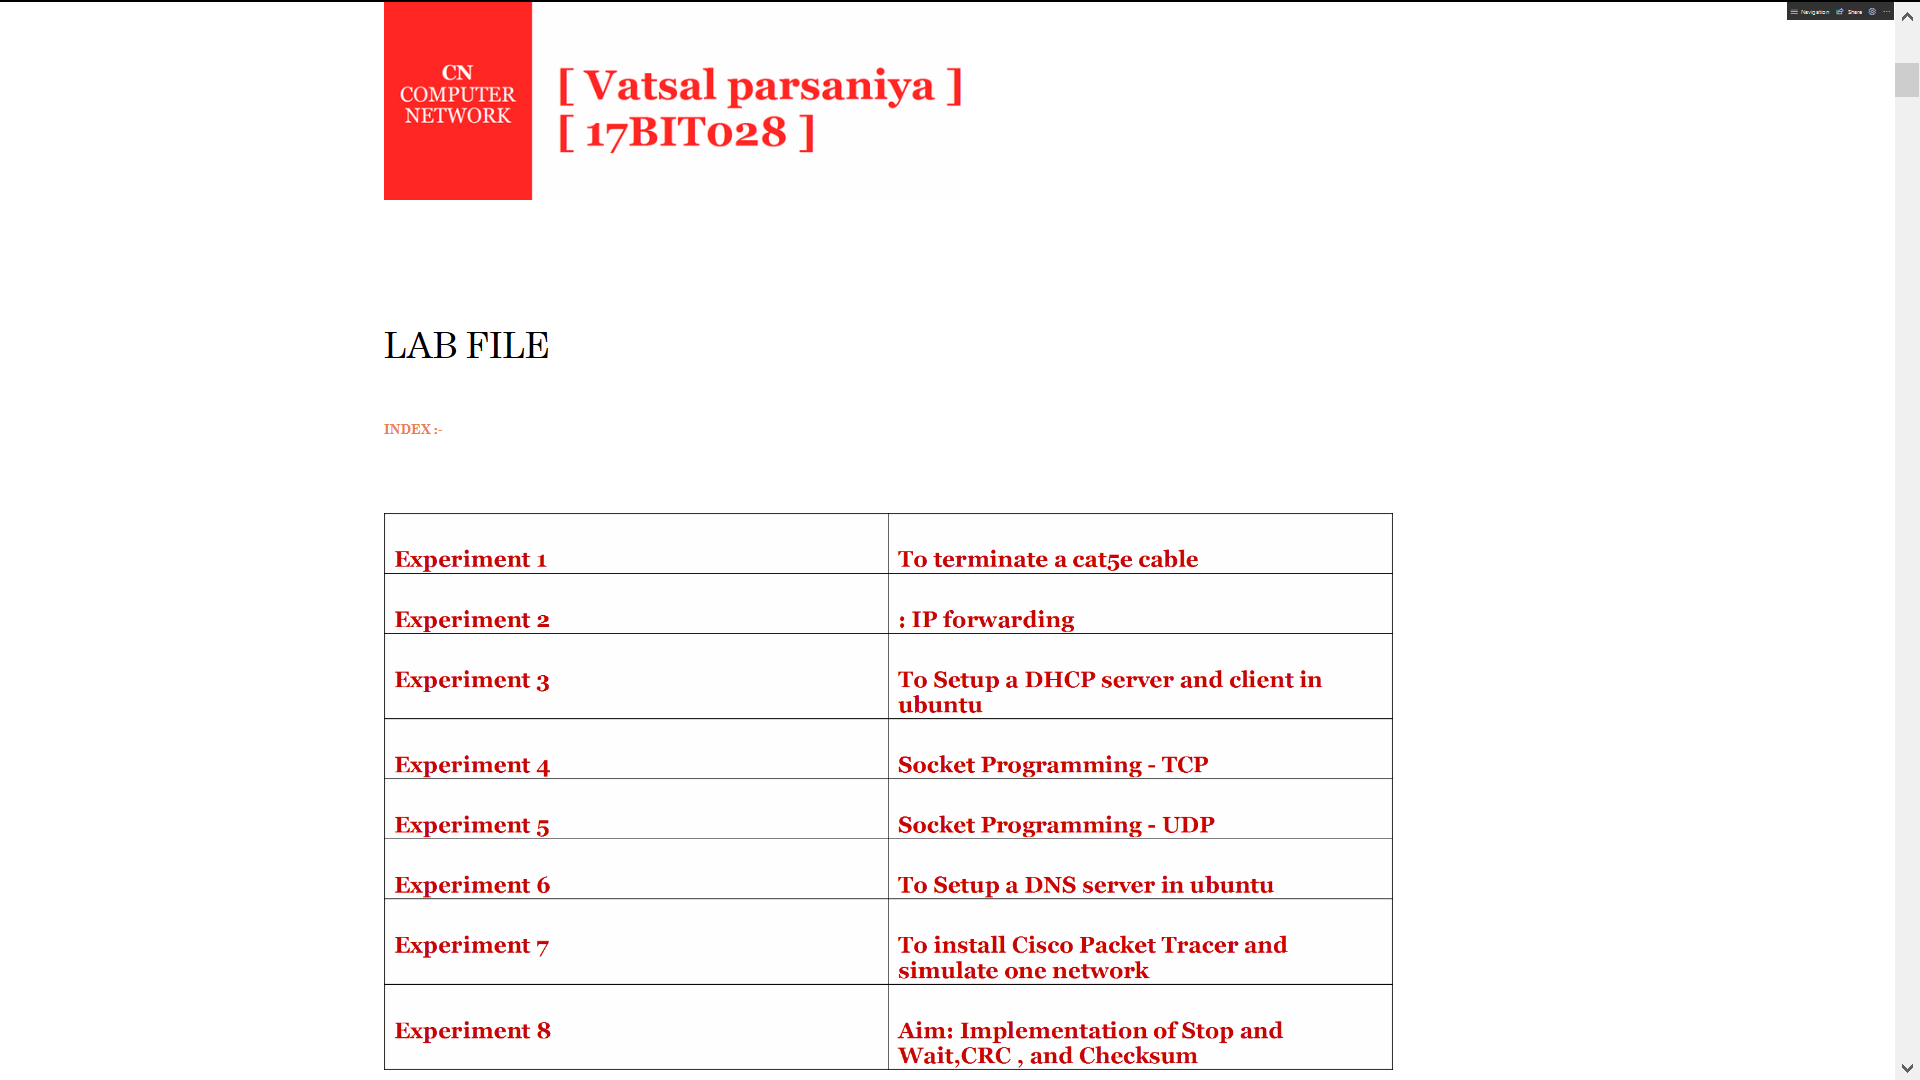 Navigation Share
CN
COMPUTER
NETWORK
[ Vatsal parsaniya ]
[ 17BIT028 ]
LAB FILE
INDEX :-
Experiment 1
To terminate a cat5e cable
Experiment 2
: IP forwarding
Experiment 3
To Setup a DHCP server and client in
ubuntu
Experiment 4
Socket Programming - TCP
Experiment 5
Socket Programming - UDP
Experiment 6
To Setup a DNS server in ubuntu
Experiment 7
To install Cisco Packet Tracer and
simulate one network
Experiment 8
Aim: Implementation of Stop and
Wait,CRC , and Checksum